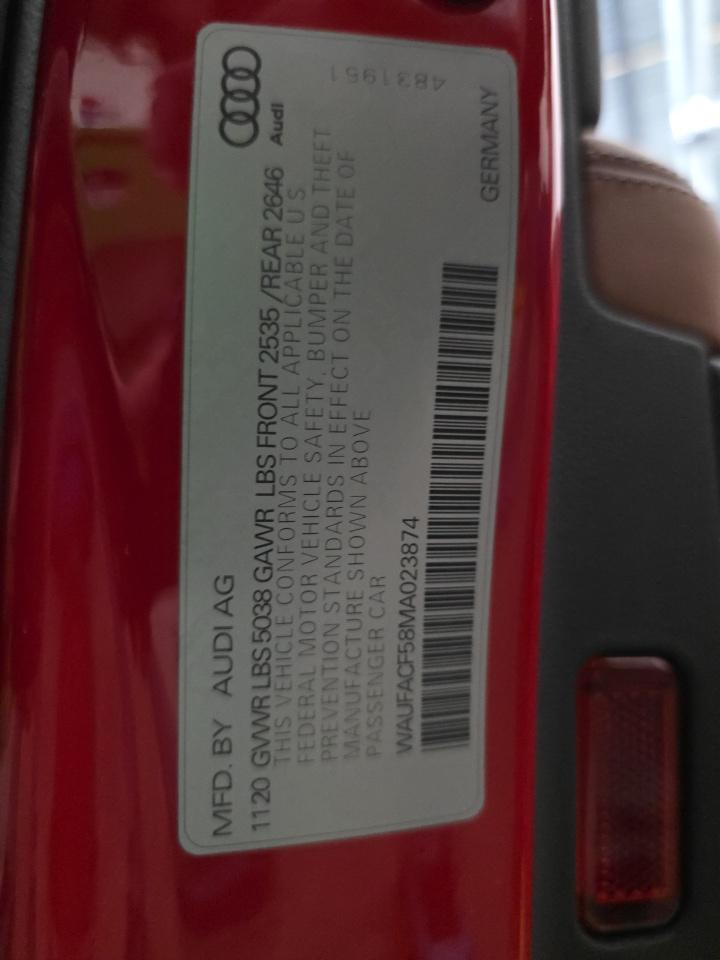 MFD. BY AUDI AG
Audi
4831951
1120 GVWR LBS 5038 GAWR LBS FRONT 2535 /REAR 2646
THIS VEHICLE CONFORMS TO ALL APPLICABLE U S
FEDERAL MOTOR VEHICLE SAFETY, BUMPER AND THEFT
PREVENTION STANDARDS IN EFFECT ON THE DATE OF
MANUFACTURE SHOWN ABOVE
PASSENGER CAR
WAUFACF58MA023874
GERMANY